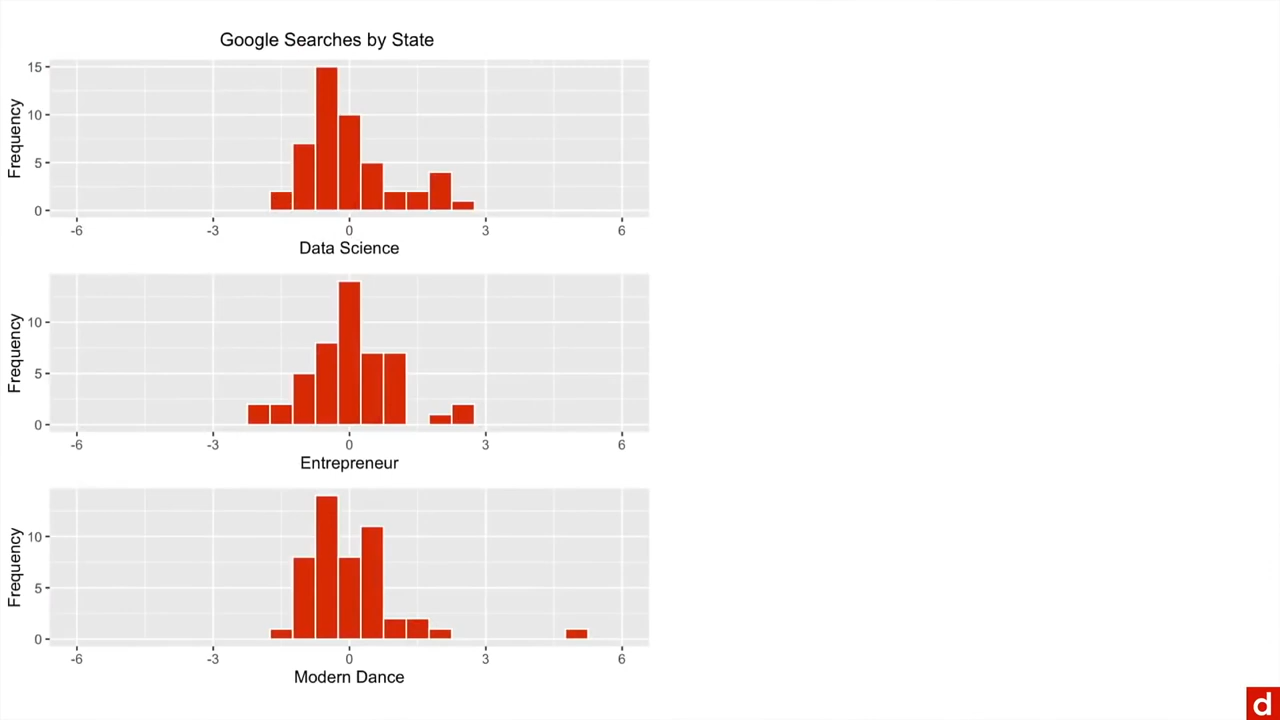 Google Searches by State
Frequency
15
10
5
0
-6 -3 0 3 6
Data Science
Frequency
10
5
0
-6 -3 0 3 6
Entrepreneur
Frequency
10
5
0
-6 -3 0 3 6
Modern Dance
d